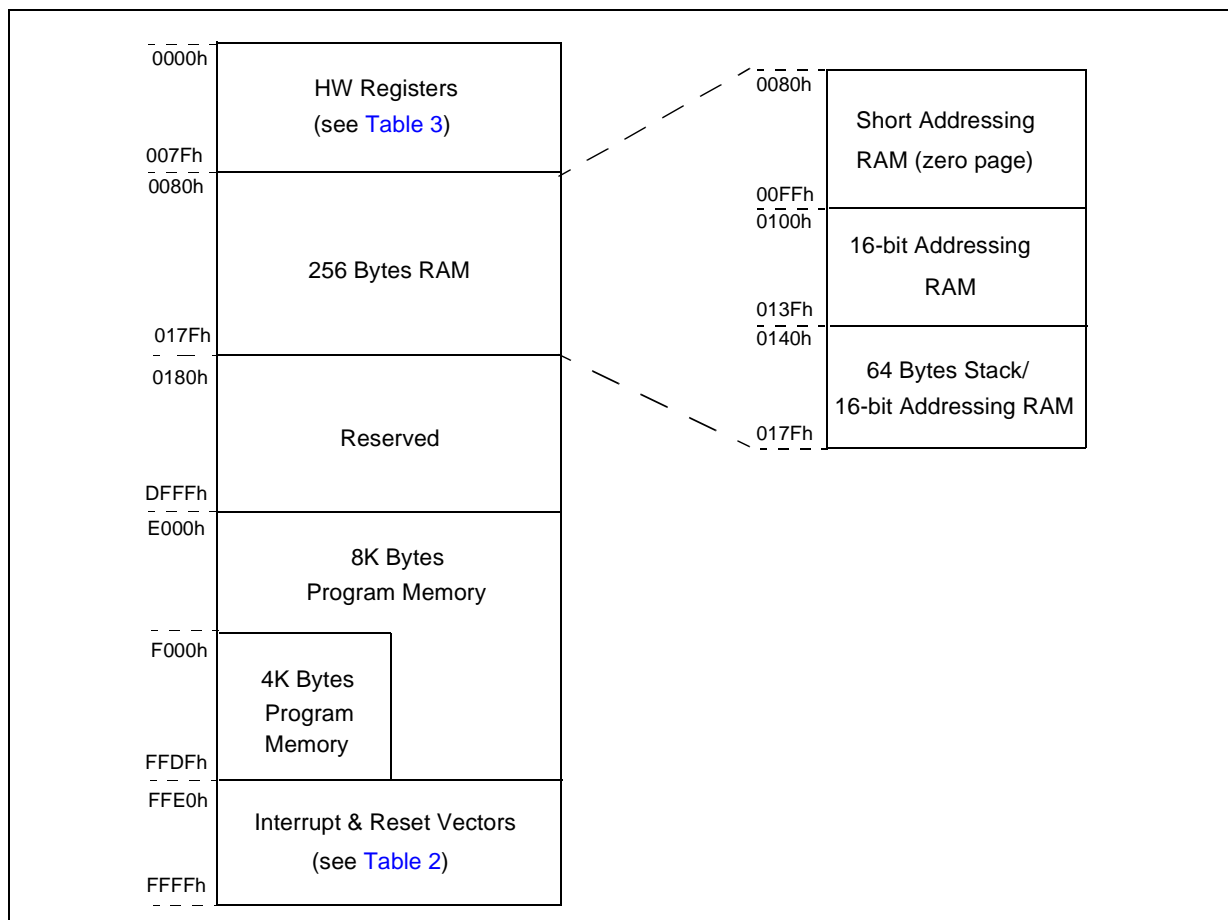 0000h
HW Registers
(see Table 3)
007Fh
0080h
256 Bytes RAM
017Fh
0180h
Reserved
DFFFh
E000h
8K Bytes
Program Memory
F000h
4K Bytes
Program
Memory
FFDFh
FFE0h
Interrupt & Reset Vectors
(see Table 2)
FFFFh
0080h
Short Addressing
RAM (zero page)
00FFh
0100h
16-bit Addressing
RAM
013Fh
0140h
64 Bytes Stack/
16-bit Addressing RAM
017Fh